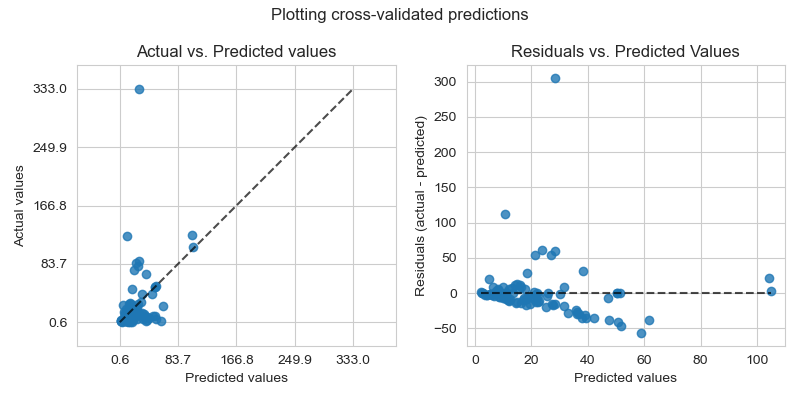 Plotting cross-validated predictions
Actual vs. Predicted values
333.0
249.9
166.8
83.7
0.6
Actual values
0.6 83.7 166.8 249.9 333.0
Predicted values
Residuals vs. Predicted Values
300
250
200
150
100
50
0
−50
Residuals (actual - predicted)
0 20 40 60 80 100
Predicted values